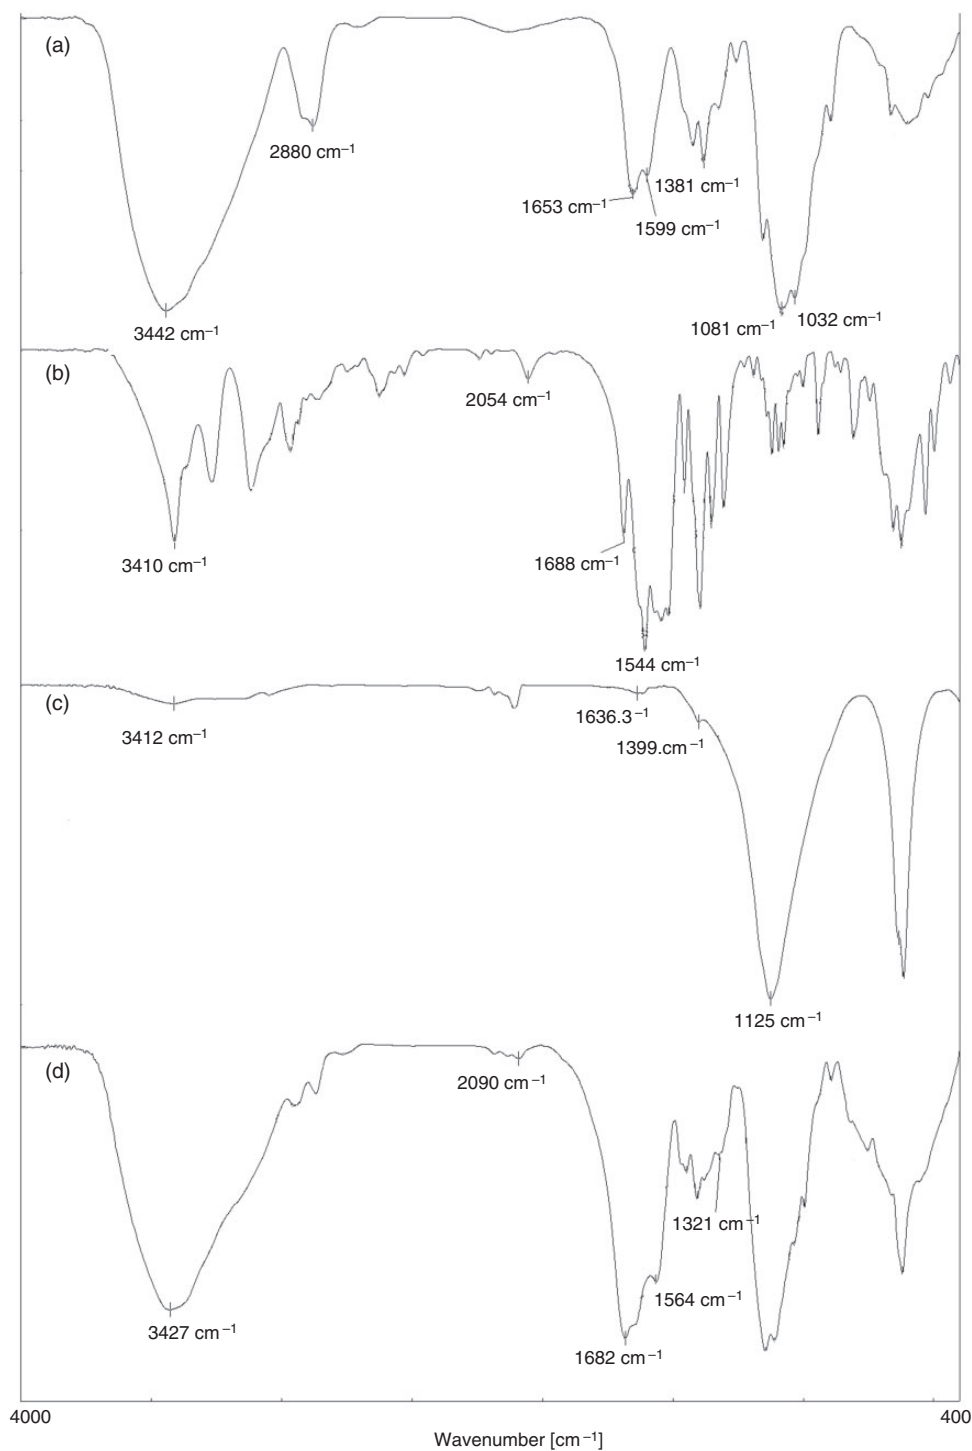 (a)
2880 cm⁻¹
1381 cm⁻¹
1653 cm⁻¹
1599 cm⁻¹
3442 cm⁻¹
1081 cm⁻¹
1032 cm⁻¹
(b)
2054 cm⁻¹
3410 cm⁻¹
1688 cm⁻¹
1544 cm⁻¹
(c)
3412 cm⁻¹
1636.3⁻¹
1399.cm⁻¹
1125 cm⁻¹
(d)
2090 cm⁻¹
1321 cm⁻¹
1564 cm⁻¹
3427 cm⁻¹
1682 cm⁻¹
4000
400
Wavenumber [cm⁻¹]